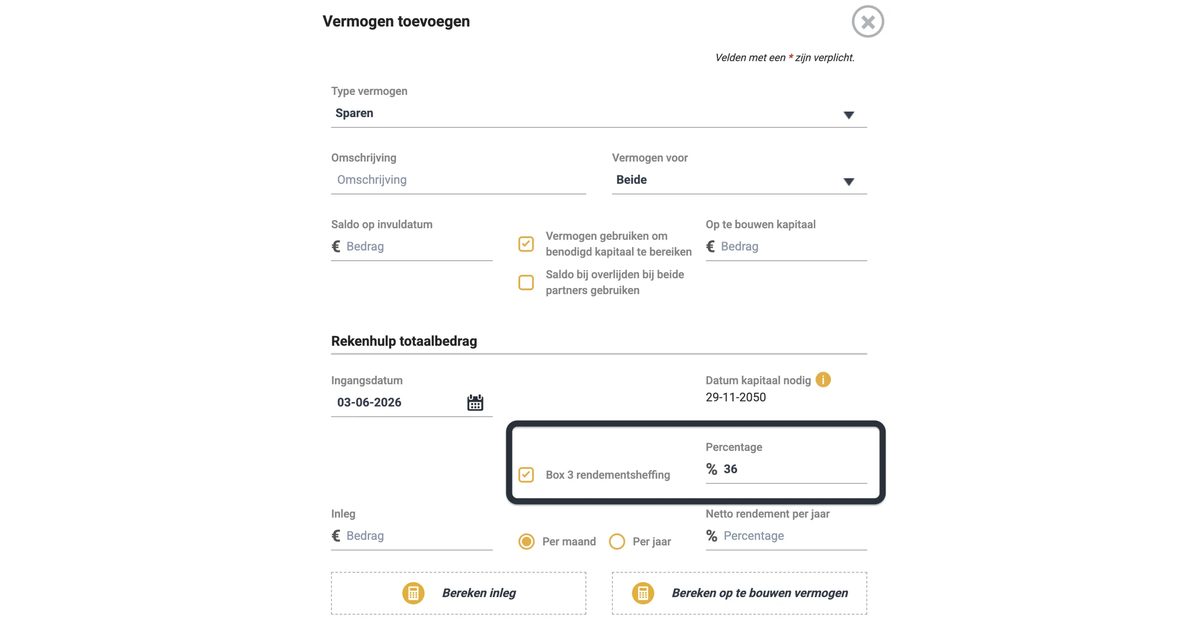 Vermogen toevoegen
Velden met een * zijn verplicht.
Type vermogen
Sparen
Omschrijving
Vermogen voor
Omschrijving
Beide
Saldo op invuldatum
€ Bedrag
Vermogen gebruiken om
benodigd kapitaal te bereiken
Saldo bij overlijden bij beide
partners gebruiken
Op te bouwen kapitaal
€ Bedrag
Rekenhulp totaalbedrag
Ingangsdatum
03-06-2026
Datum kapitaal nodig i
29-11-2050
Box 3 rendementsheffing
Percentage
% 36
Inleg
€ Bedrag
Per maand
Per jaar
Netto rendement per jaar
% Percentage
Bereken inleg
Bereken op te bouwen vermogen